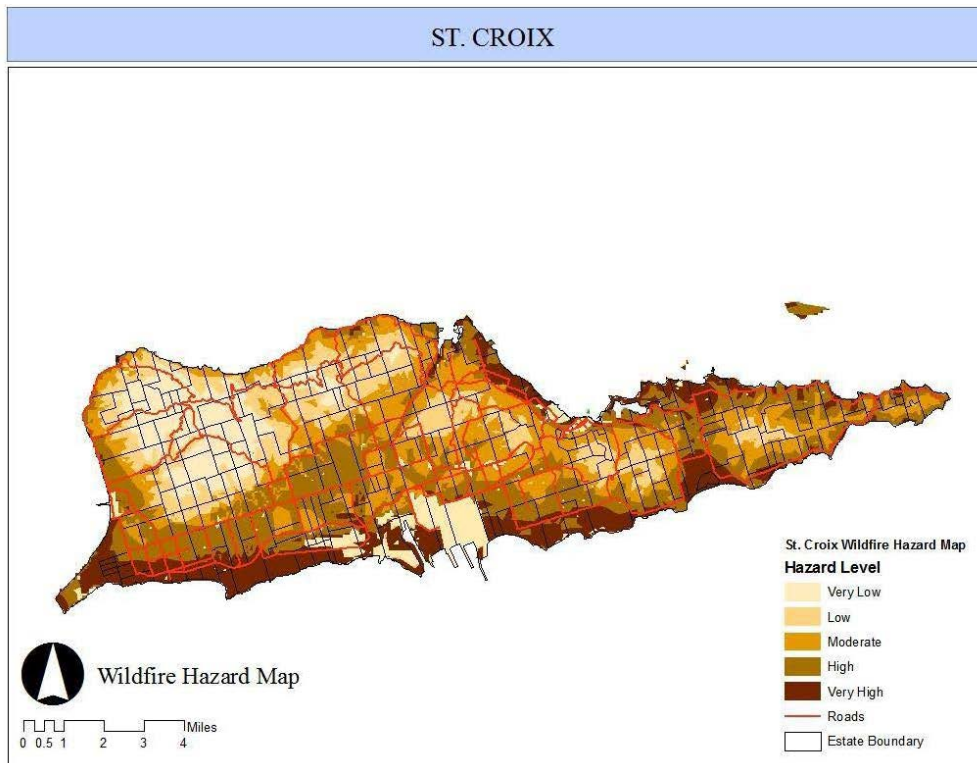 ST. CROIX
St. Croix Wildfire Hazard Map
Hazard Level
Very Low
Low
Moderate
High
Very High
Roads
Estate Boundary
Wildfire Hazard Map
Miles
0 0.5 1 2 3 4